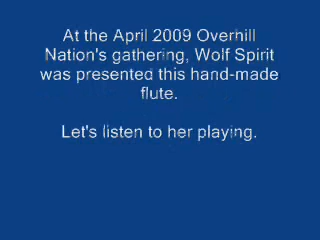 At the April 2009 Overhill
Nation's gathering, Wolf Spirit
was presented this hand-made
flute.
Let's listen to her playing.